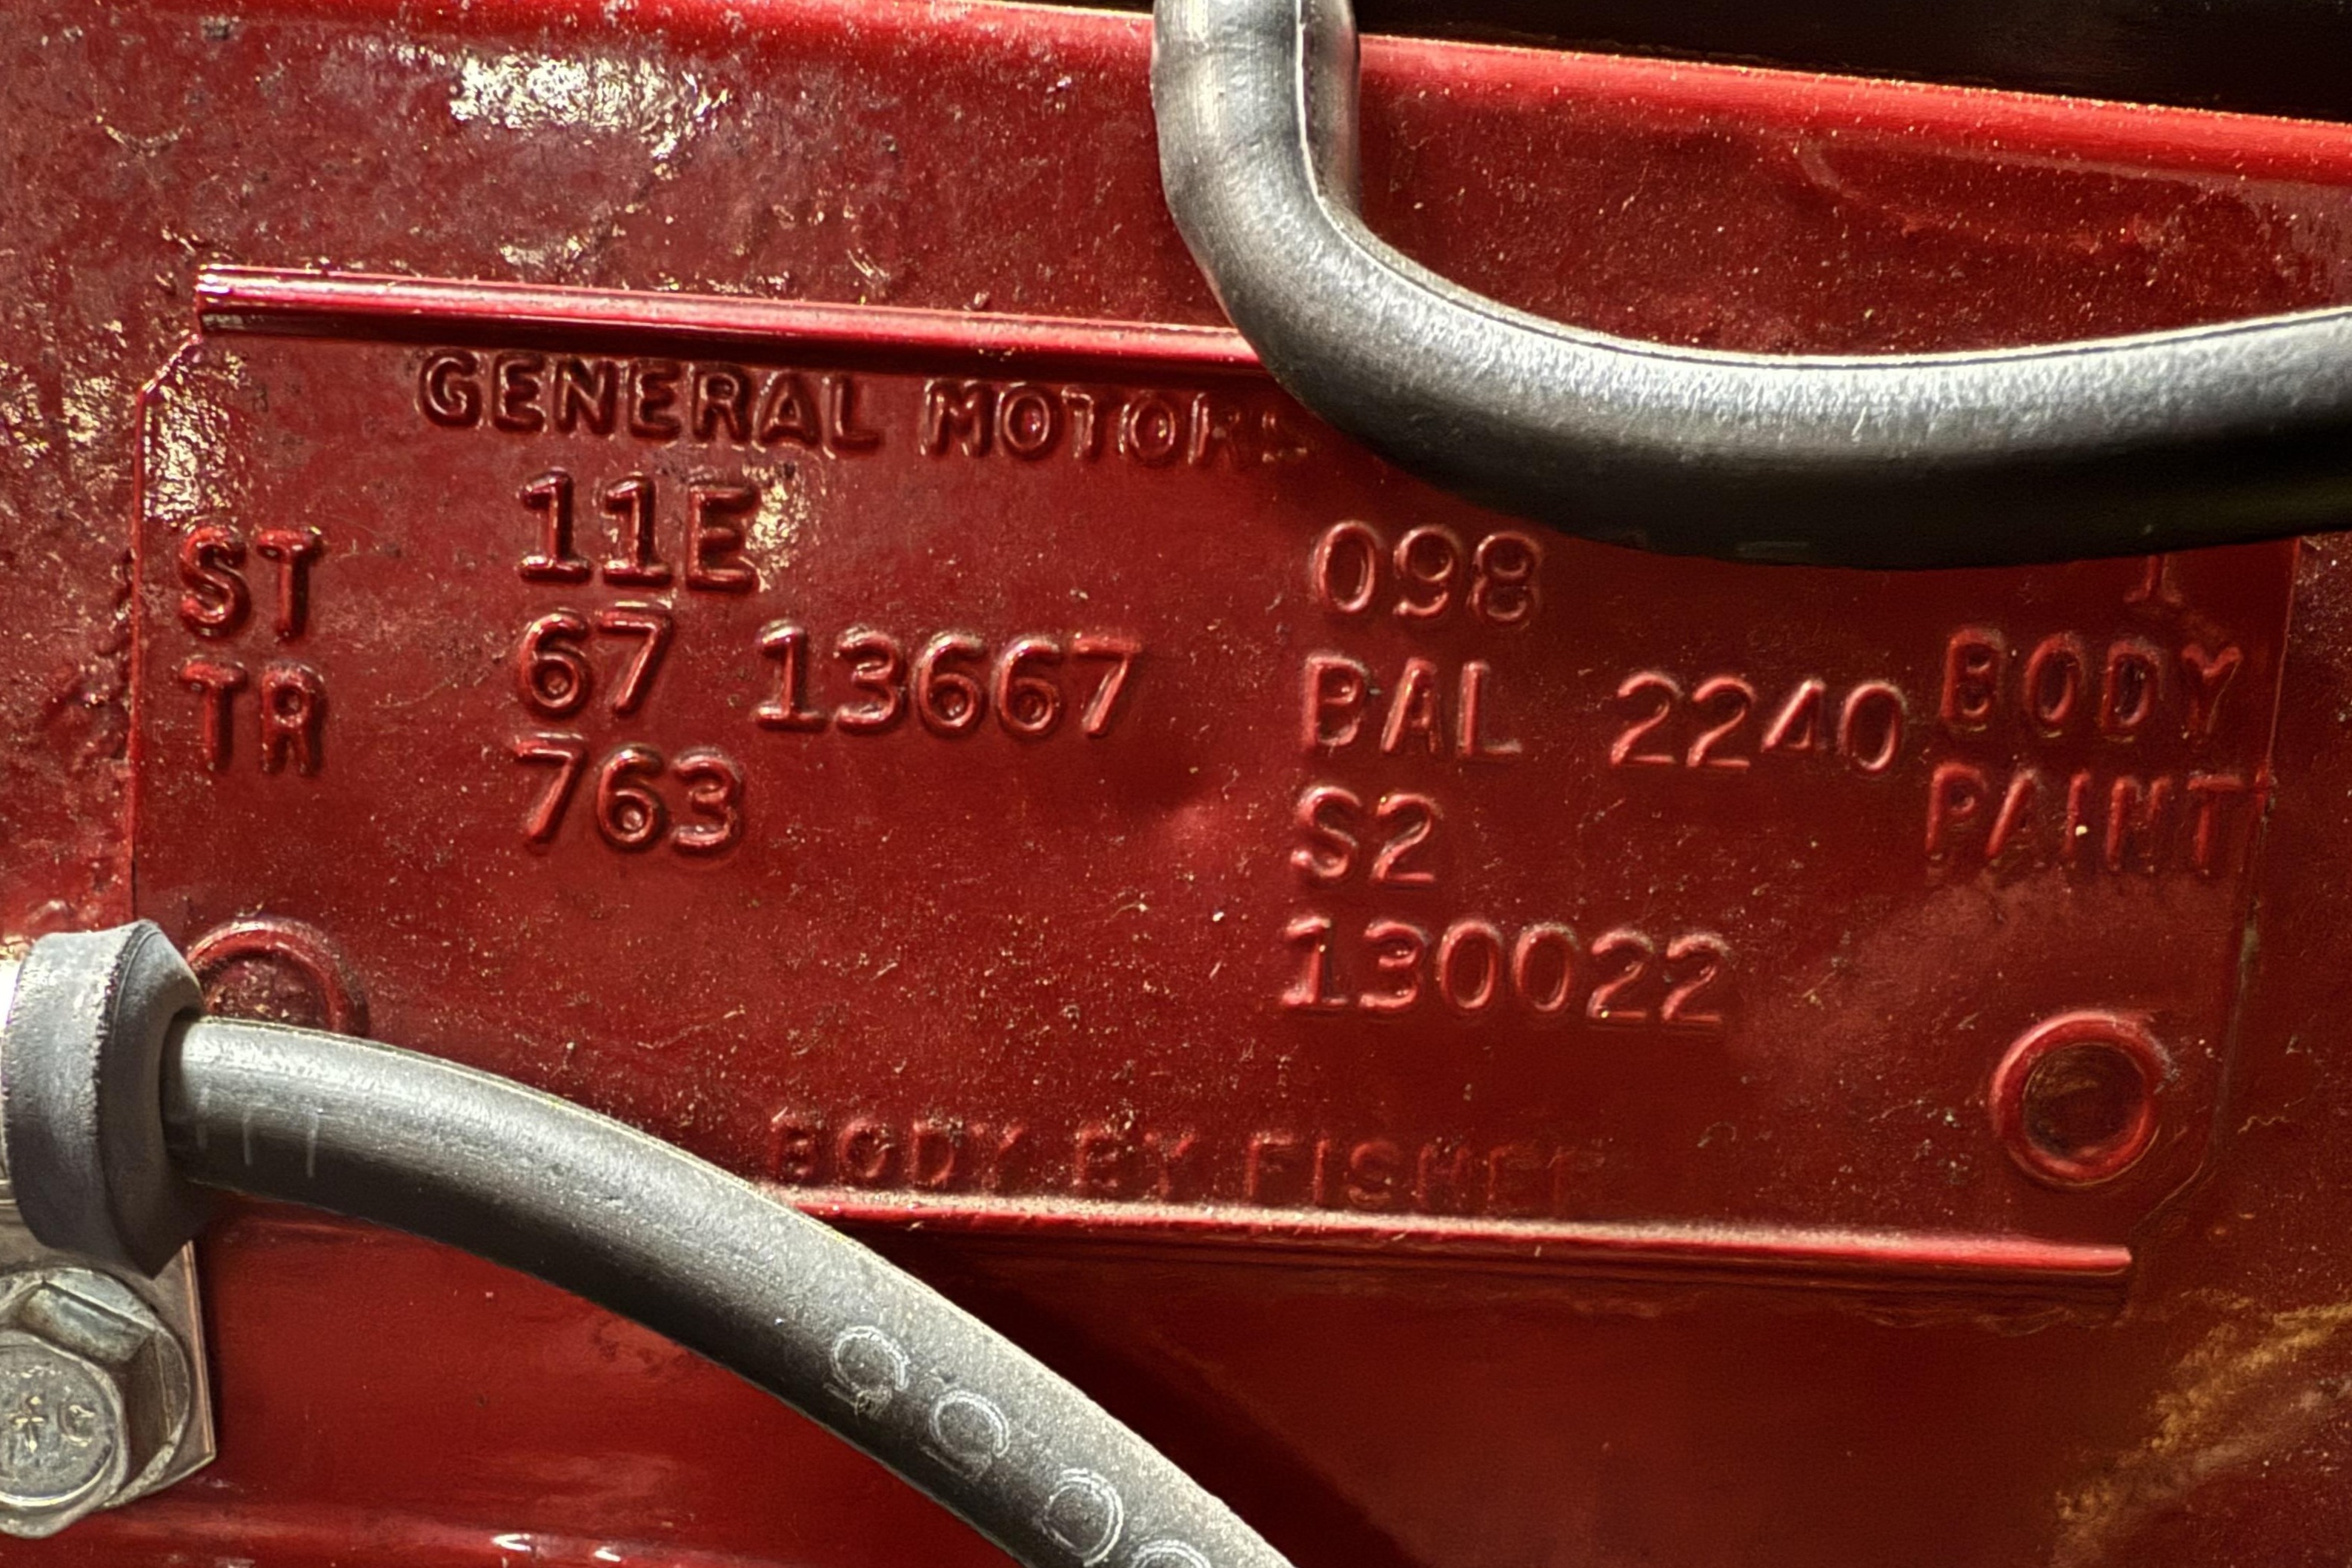 GENERAL MOTORS
11E 098
ST 67 13667 BAL 2240 BODY
TR 763 S2 PAINT
130022
BODY BY FISHER